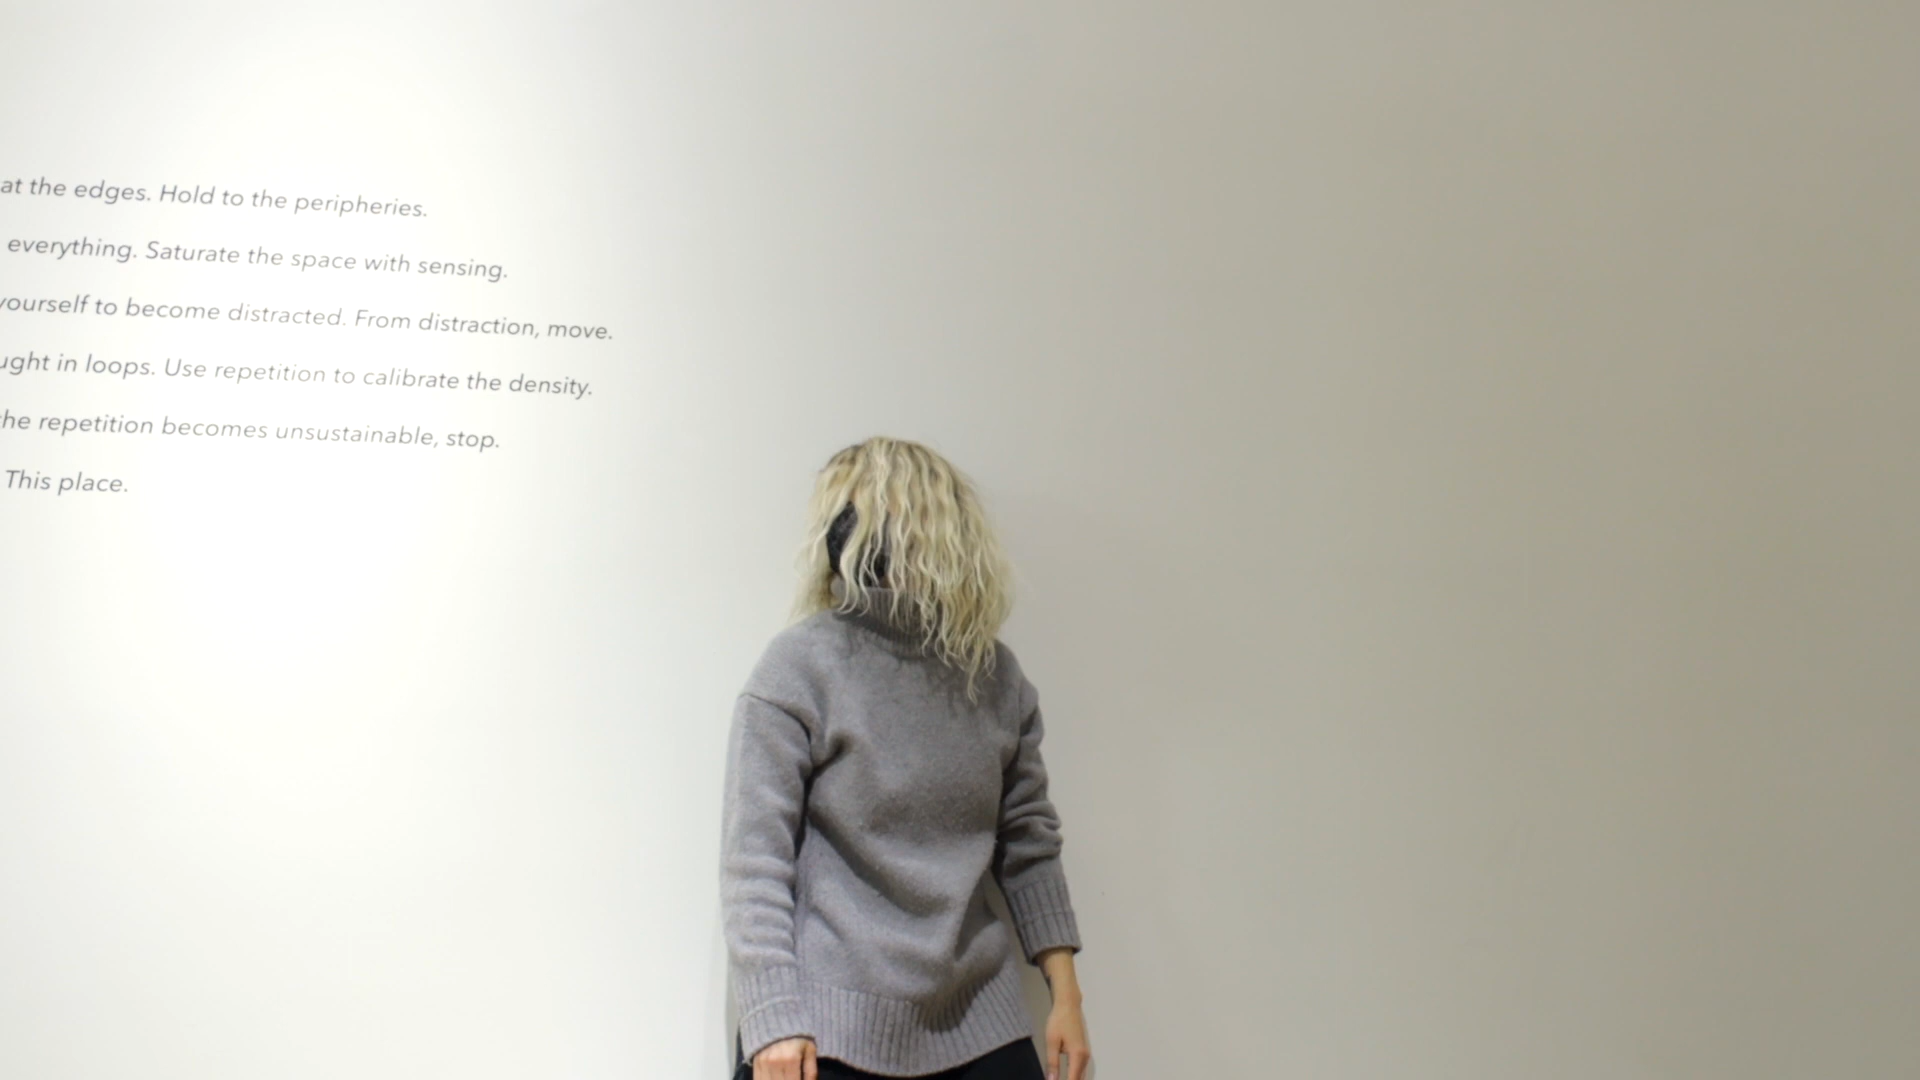 at the edges. Hold to the peripheries.
everything. Saturate the space with sensing.
yourself to become distracted. From distraction, move.
ught in loops. Use repetition to calibrate the density.
the repetition becomes unsustainable, stop.
This place.